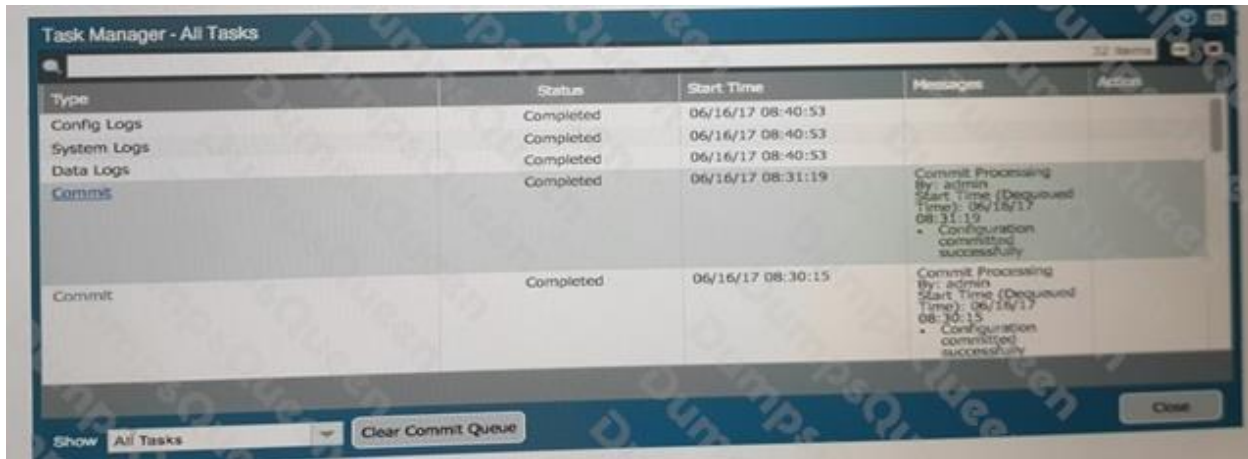 Task Manager - All Tasks
32 items
Type Status Start Time Messages Action
Config Logs Completed 06/16/17 08:40:53
System Logs Completed 06/16/17 08:40:53
Data Logs Completed 06/16/17 08:40:53
Commit Completed 06/16/17 08:31:19 Commit Processing
By: admin
Start Time (Dequeued
Time): 06/16/17
08:31:19
• Configuration
committed
successfully
Commit Completed 06/16/17 08:30:15 Commit Processing
By: admin
Start Time (Dequeued
Time): 06/16/17
08:30:15
• Configuration
committed
successfully
Show All Tasks Clear Commit Queue Close
DumpsQueen